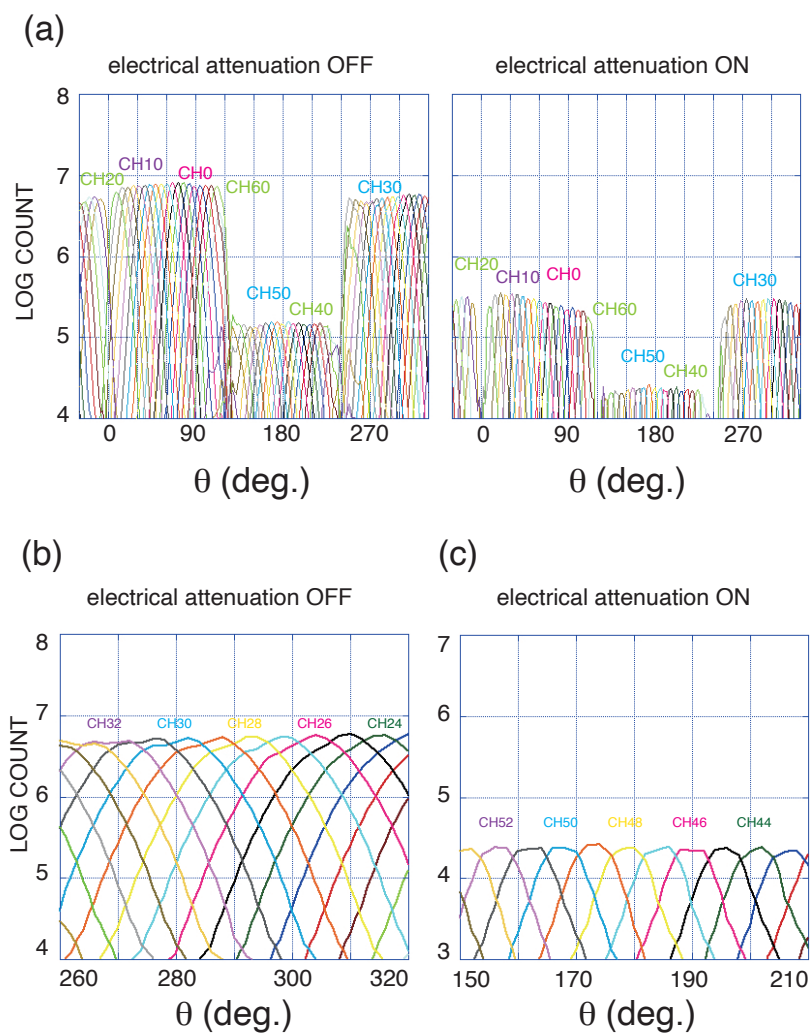 (a)
electrical attenuation OFF
electrical attenuation ON
8
7
6
5
4
LOG COUNT
CH20
CH10
CH0
CH60
CH30
CH50
CH40
0
90
180
270
θ (deg.)
CH20
CH10
CH0
CH60
CH30
CH50
CH40
0
90
180
270
θ (deg.)
(b)
electrical attenuation OFF
8
7
6
5
4
LOG COUNT
CH32
CH30
CH28
CH26
CH24
260
280
300
320
θ (deg.)
(c)
electrical attenuation ON
7
6
5
4
3
CH52
CH50
CH48
CH46
CH44
150
170
190
210
θ (deg.)